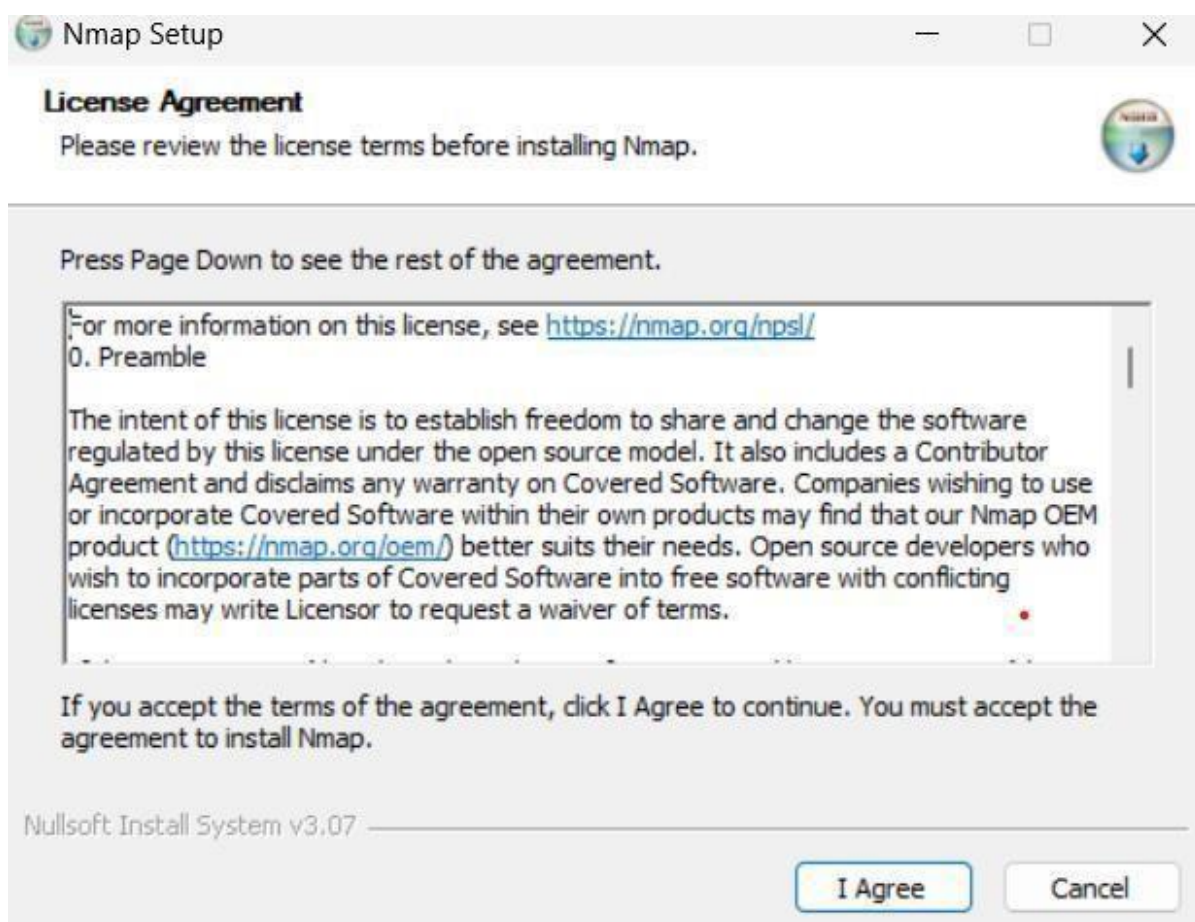 Nmap Setup
License Agreement
Please review the license terms before installing Nmap.
Press Page Down to see the rest of the agreement.
For more information on this license, see https://nmap.org/npsl/
0. Preamble
The intent of this license is to establish freedom to share and change the software
regulated by this license under the open source model. It also includes a Contributor
Agreement and disclaims any warranty on Covered Software. Companies wishing to use
or incorporate Covered Software within their own products may find that our Nmap OEM
product (https://nmap.org/oem/) better suits their needs. Open source developers who
wish to incorporate parts of Covered Software into free software with conflicting
licenses may write Licensor to request a waiver of terms.
If you accept the terms of the agreement, click I Agree to continue. You must accept the
agreement to install Nmap.
Nullsoft Install System v3.07
I Agree
Cancel